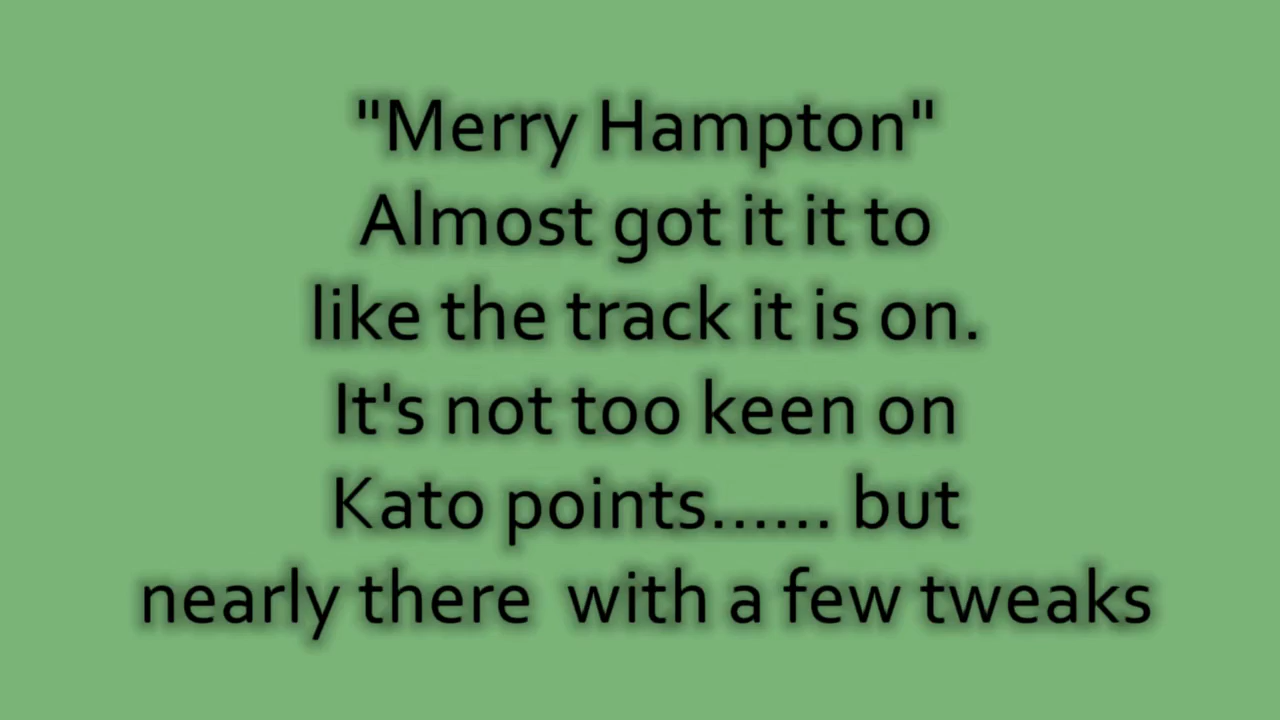 "Merry Hampton"
Almost got it it to
like the track it is on.
It's not too keen on
Kato points...... but
nearly there  with a few tweaks